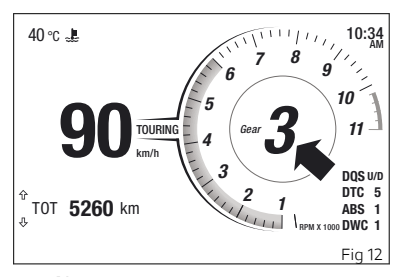 40 °C
10:34
AM
1 2 3 4 5 6 7 8 9 10 11
90
TOURING
km/h
Gear
3
TOT 5260 km
RPM X 1000
DQS U/D
DTC 5
ABS 1
DWC 1
Fig 12